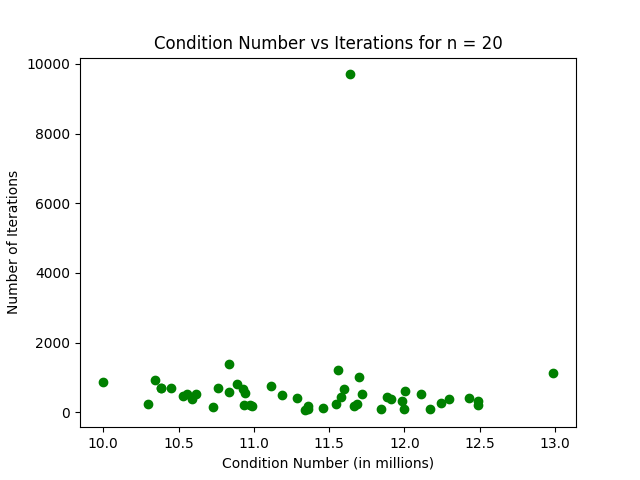 Condition Number vs Iterations for n = 20
Number of Iterations
10000
8000
6000
4000
2000
0
10.0 10.5 11.0 11.5 12.0 12.5 13.0
Condition Number (in millions)